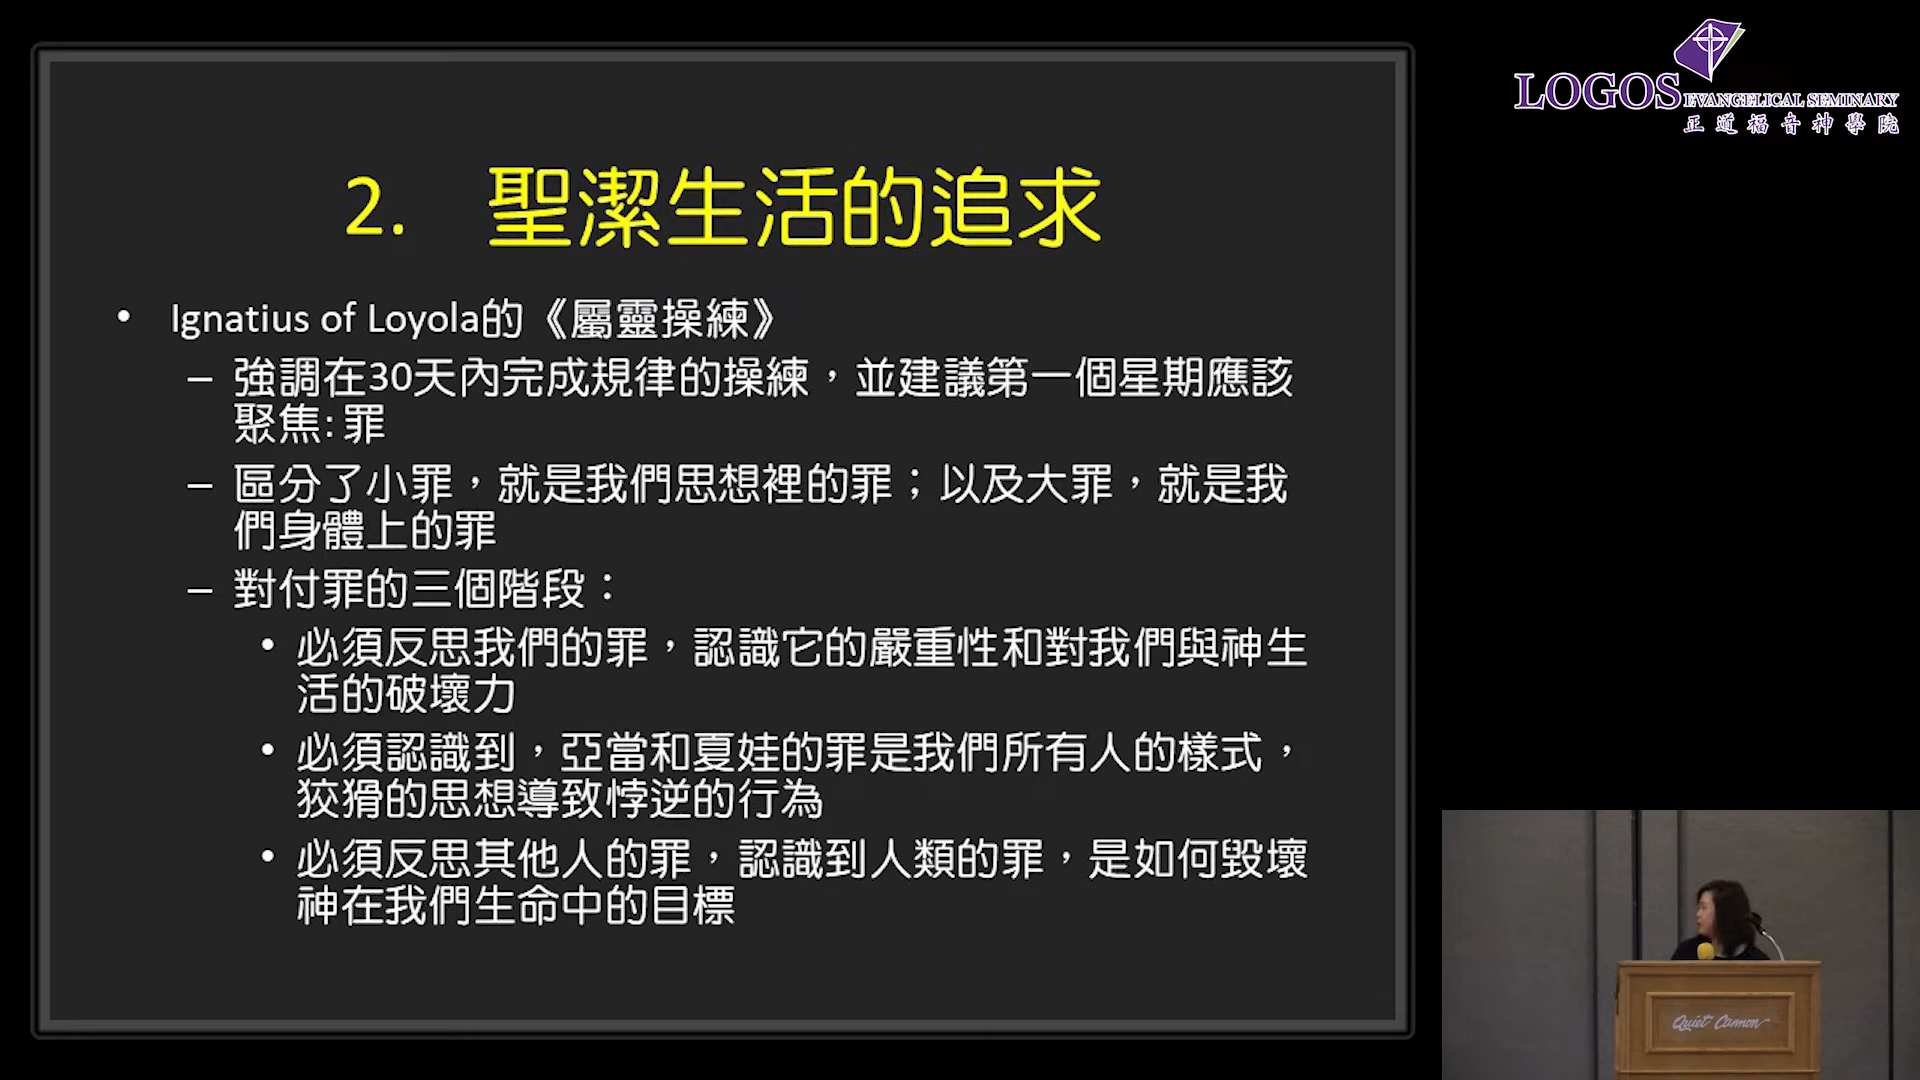 LOGOS EVANGELICAL SEMINARY
正道福音神學院
2. 聖潔生活的追求
• Ignatius of Loyola的《屬靈操練》
– 強調在30天內完成規律的操練，並建議第一個星期應該
聚焦: 罪
– 區分了小罪，就是我們思想裡的罪；以及大罪，就是我
們身體上的罪
– 對付罪的三個階段：
• 必須反思我們的罪，認識它的嚴重性和對我們與神生
活的破壞力
• 必須認識到，亞當和夏娃的罪是我們所有人的樣式，
狡猾的思想導致悖逆的行為
• 必須反思其他人的罪，認識到人類的罪，是如何毀壞
神在我們生命中的目標
Quiet Cannon